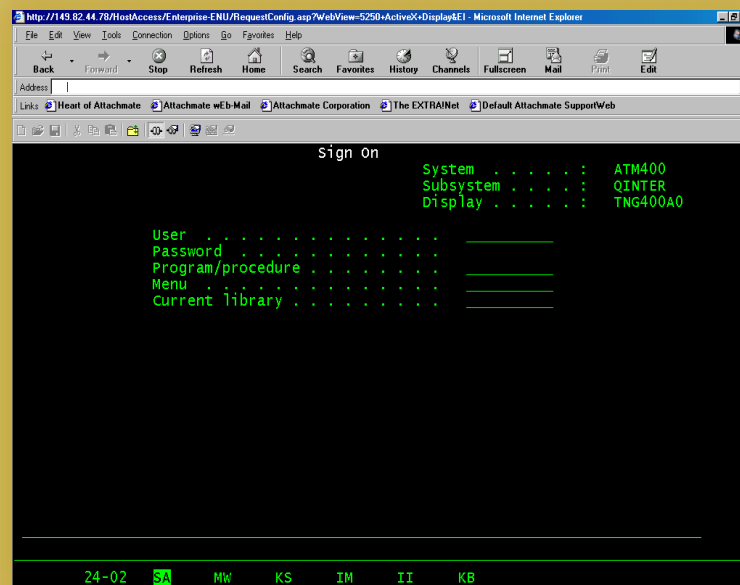 http://149.82.44.78/HostAccess/Enterprise-ENU/RequestConfig.asp?WebView=5250+ActiveX+Display&EI - Microsoft Internet Explorer
File Edit View Tools Connection Options Go Favorites Help
Back Forward Stop Refresh Home Search Favorites History Channels Fullscreen Mail Print Edit
Address
Links Heart of Attachmate Attachmate wEb-Mail Attachmate Corporation The EXTRA!Net Default Attachmate SupportWeb
Sign On
System . . . . . : ATM400
Subsystem . . . . : QINTER
Display . . . . . : TNG400A0
User . . . . . . . . . . . . . .
Password . . . . . . . . . . . .
Program/procedure . . . . . . . .
Menu . . . . . . . . . . . . . .
Current library . . . . . . . . .
24-02 SA MW KS IM II KB